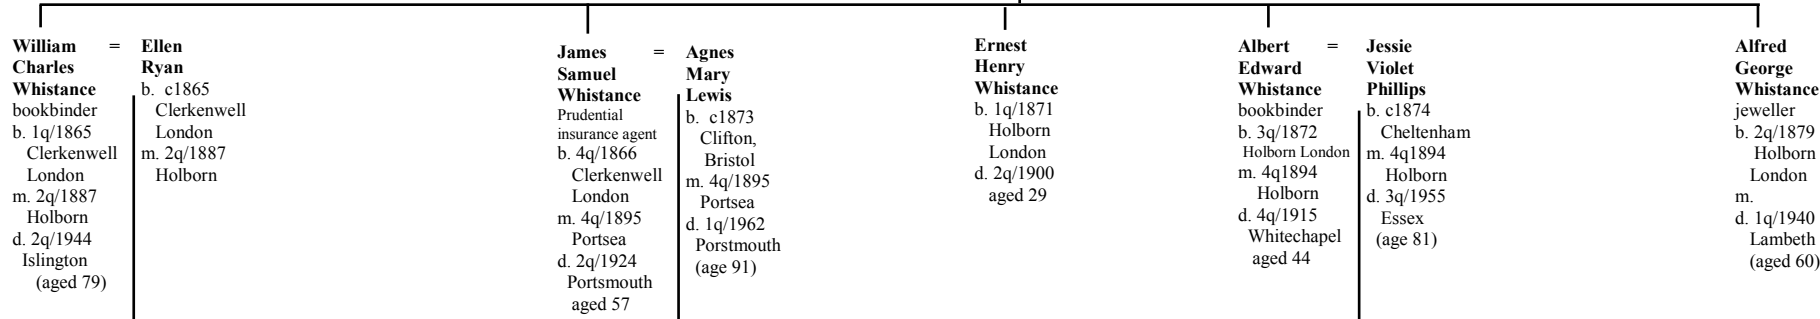 William =
Charles
Whistance
bookbinder
b. 1q/1865
Clerkenwell
London
m. 2q/1887
Holborn
d. 2q/1944
Islington
(aged 79)
Ellen
Ryan
b. c1865
Clerkenwell
London
m. 2q/1887
Holborn
James =
Samuel
Whistance
Prudential
insurance agent
b. 4q/1866
Clerkenwell
London
m. 4q/1895
Portsea
d. 2q/1924
Portsmouth
aged 57
Agnes
Mary
Lewis
b. c1873
Clifton,
Bristol
m. 4q/1895
Portsea
d. 1q/1962
Porstmouth
(age 91)
Ernest
Henry
Whistance
b. 1q/1871
Holborn
London
d. 2q/1900
aged 29
Albert =
Edward
Whistance
bookbinder
b. 3q/1872
Holborn London
m. 4q1894
Holborn
d. 4q/1915
Whitechapel
aged 44
Jessie
Violet
Phillips
b. c1874
Cheltenham
m. 4q1894
Holborn
d. 3q/1955
Essex
(age 81)
Alfred
George
Whistance
jeweller
b. 2q/1879
Holborn
London
m.
d. 1q/1940
Lambeth
(aged 60)